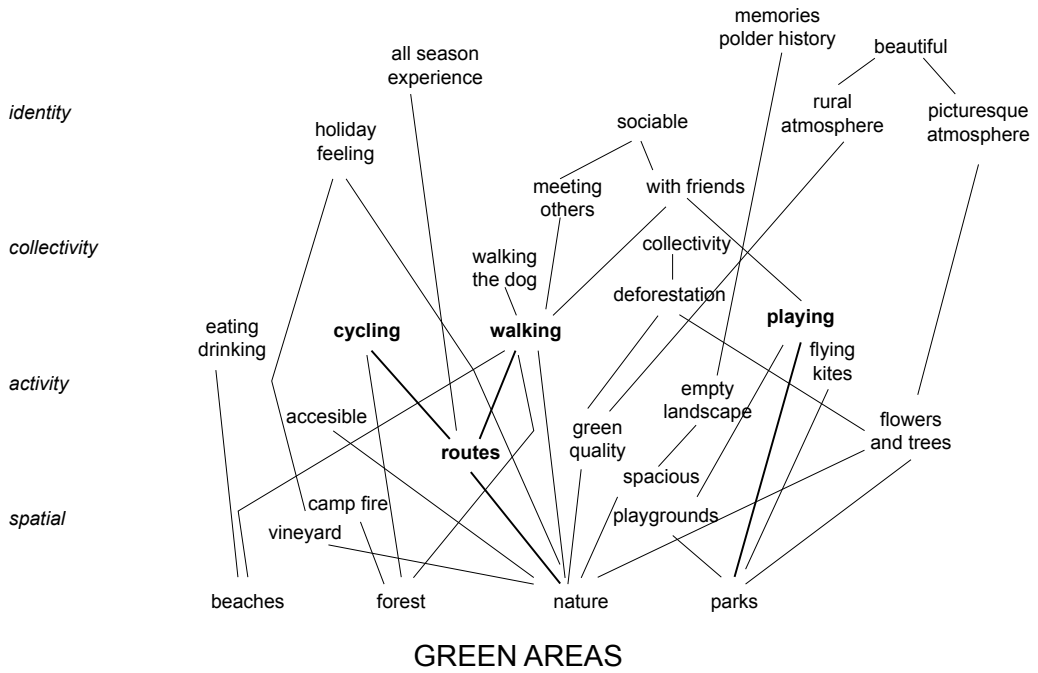 memories
polder history
beautiful
all season
experience
identity
rural
atmosphere
picturesque
atmosphere
holiday
feeling
sociable
meeting
others
with friends
collectivity
collectivity
walking
the dog
deforestation
eating
drinking
cycling
walking
playing
flying
kites
activity
empty
landscape
accesible
green
quality
flowers
and trees
routes
spacious
spatial
camp fire
vineyard
playgrounds
beaches
forest
nature
parks
GREEN AREAS